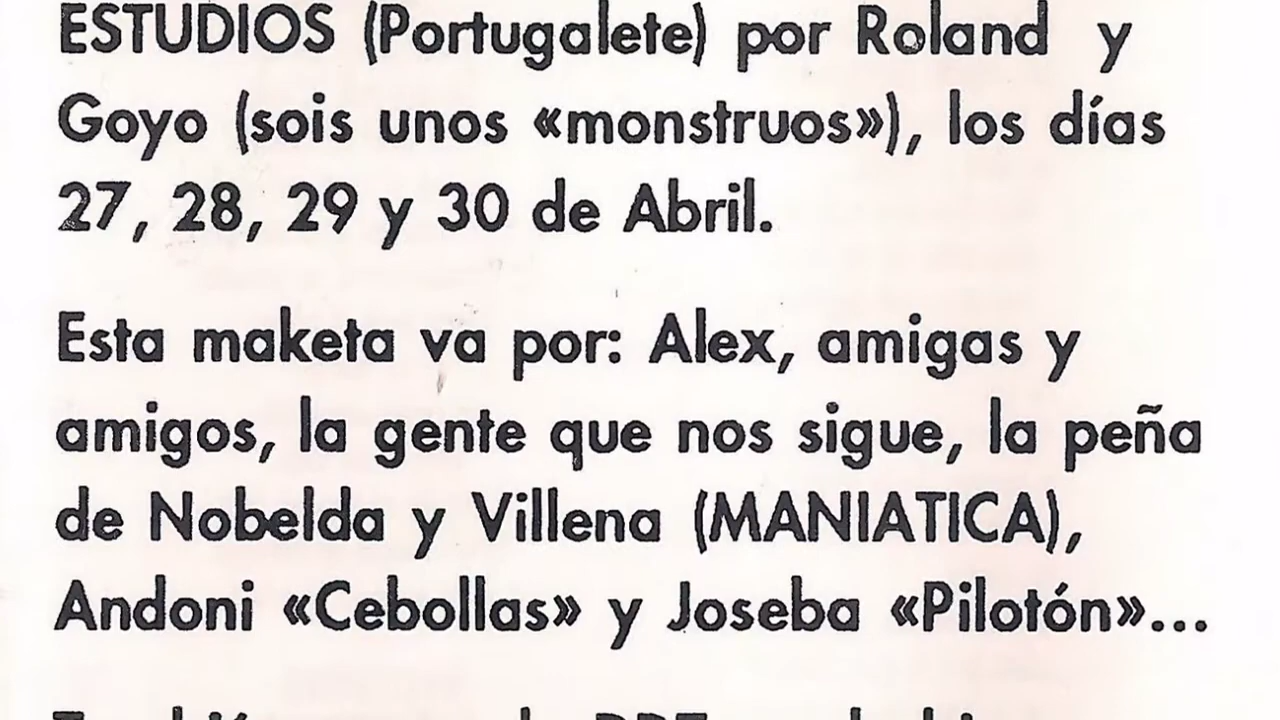 ESTUDIOS (Portugalete) por Roland y
Goyo (sois unos «monstruos»), los días
27, 28, 29 y 30 de Abril.
Esta maketa va por: Alex, amigas y
amigos, la gente que nos sigue, la peña
de Nobelda y Villena (MANIATICA),
Andoni «Cebollas» y Joseba «Pilotón»...